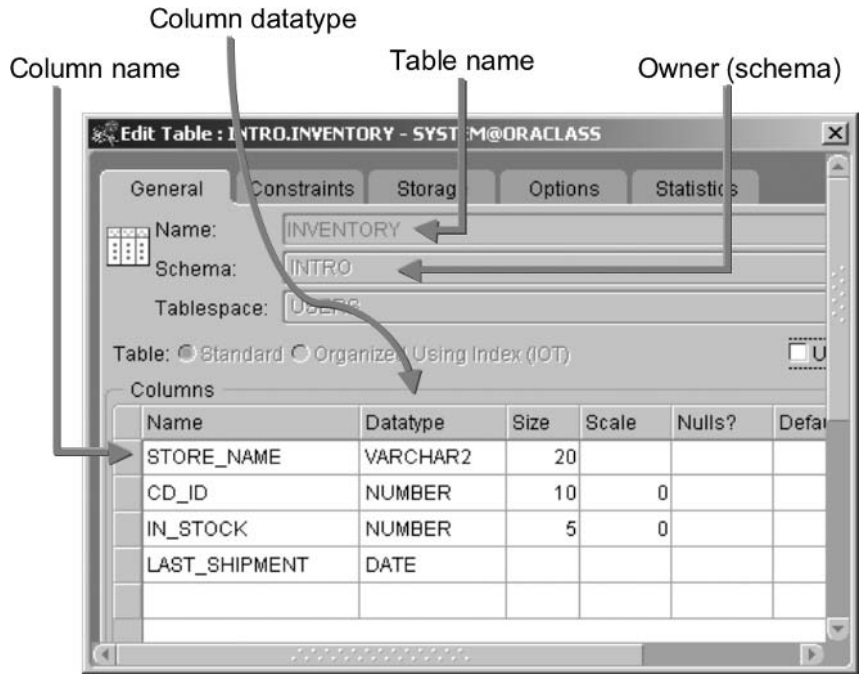 Column datatype
Column name
Table name
Owner (schema)
Edit Table : INTRO.INVENTORY - SYSTEM@ORACLASS
General Constraints Storage Options Statistics
Name: INVENTORY
Schema: INTRO
Tablespace: USERS
Table: Standard Organized Using Index (IOT) U
Columns
Name Datatype Size Scale Nulls? Defau
STORE_NAME VARCHAR2 20
CD_ID NUMBER 10 0
IN_STOCK NUMBER 5 0
LAST_SHIPMENT DATE